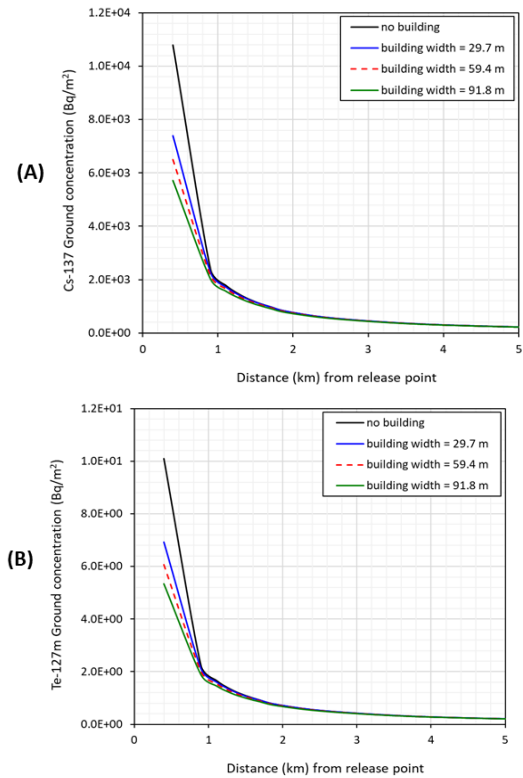 (A)
Cs-137 Ground concentration (Bq/m²)
1.2E+04
1.0E+04
8.0E+03
6.0E+03
4.0E+03
2.0E+03
0.0E+00
no building
building width = 29.7 m
building width = 59.4 m
building width = 91.8 m
0 1 2 3 4 5
Distance (km) from release point
(B)
Te-127m Ground concentration (Bq/m²)
1.2E+01
1.0E+01
8.0E+00
6.0E+00
4.0E+00
2.0E+00
0.0E+00
no building
building width = 29.7 m
building width = 59.4 m
building width = 91.8 m
0 1 2 3 4 5
Distance (km) from release point